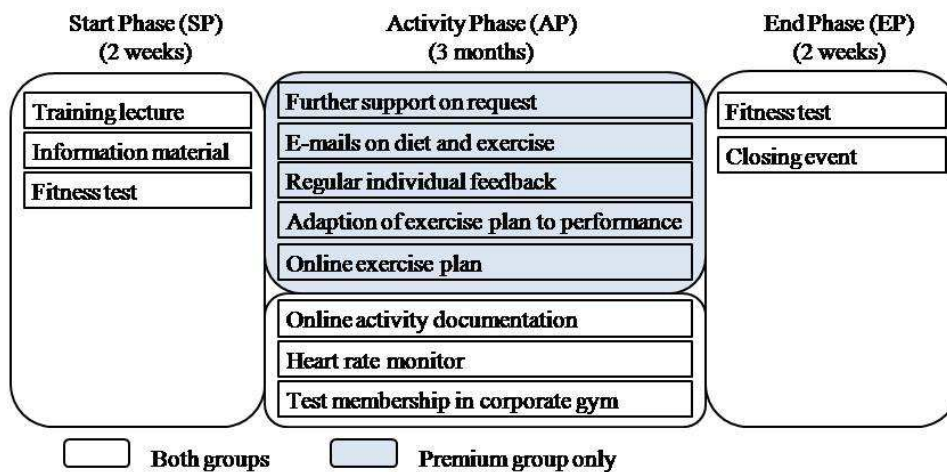 Start Phase (SP)
(2 weeks)
Activity Phase (AP)
(3 months)
End Phase (EP)
(2 weeks)
Training lecture
Information material
Fitness test
Further support on request
E-mails on diet and exercise
Regular individual feedback
Adaption of exercise plan to performance
Online exercise plan
Online activity documentation
Heart rate monitor
Test membership in corporate gym
Fitness test
Closing event
Both groups
Premium group only